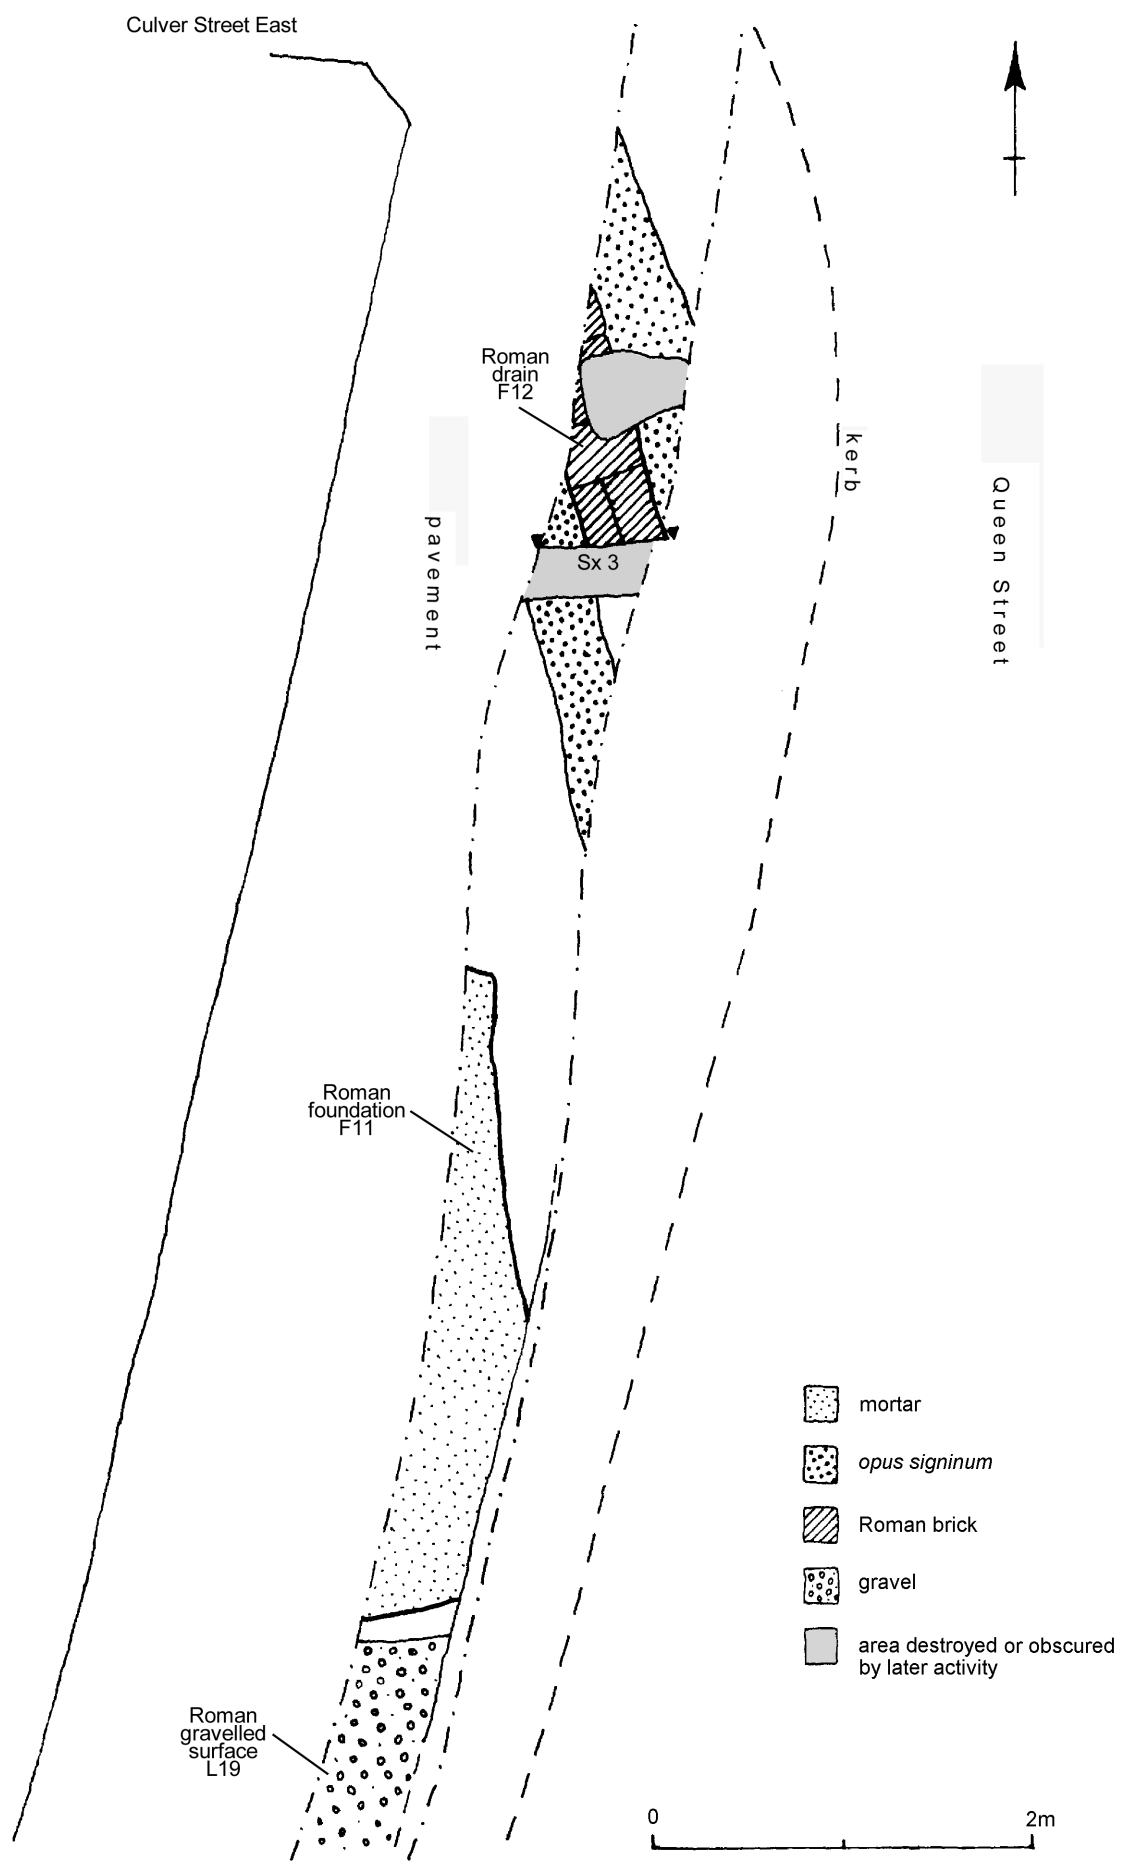 Culver Street East
Roman
drain
F12
kerb
Queen Street
pavement
Sx 3
Roman
foundation
F11
mortar
opus signinum
Roman brick
gravel
area destroyed or obscured
by later activity
Roman
gravelled
surface
L19
0
2m